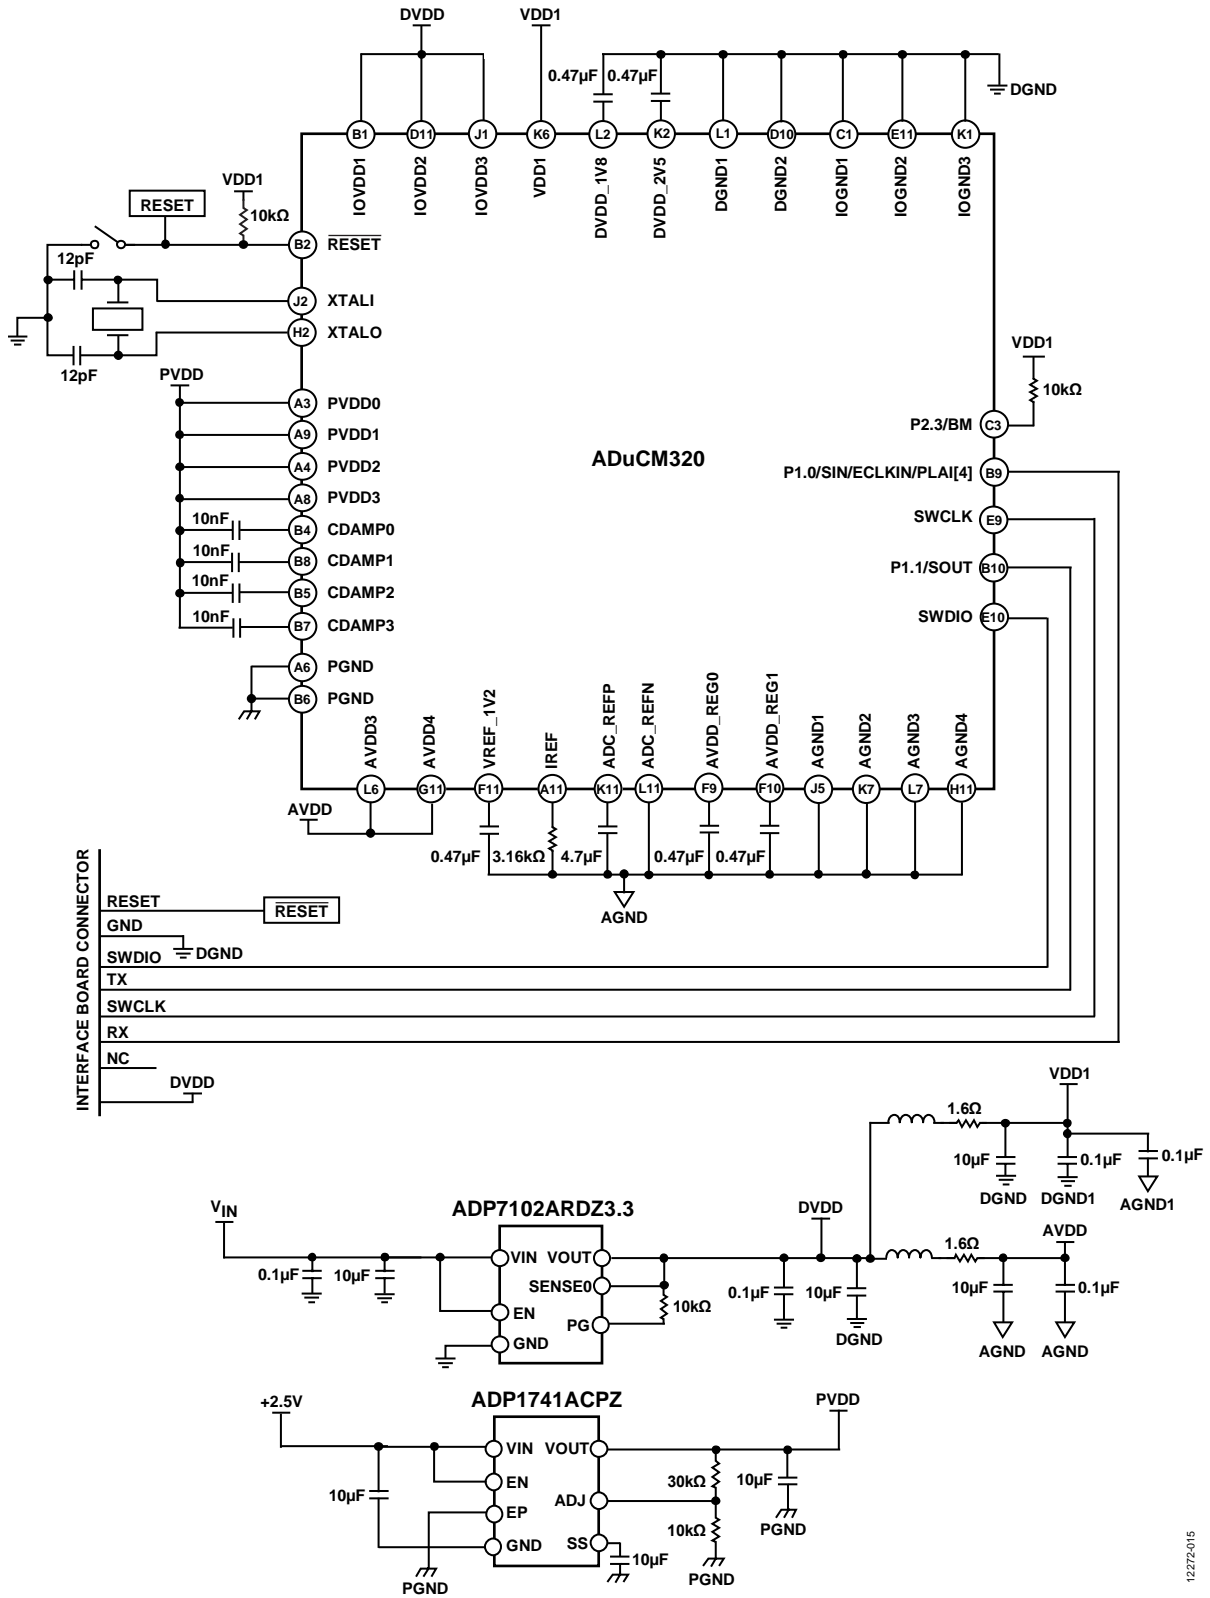 DVDD
VDD1
0.47µF
0.47µF
DGND
B1
D11
J1
K6
L2
K2
L1
D10
C1
E11
K1
IOVDD1
IOVDD2
IOVDD3
VDD1
DVDD_1V8
DVDD_2V5
DGND1
DGND2
IOGND1
IOGND2
IOGND3
VDD1
RESET
10kΩ
B2
RESET
12pF
J2
XTALI
H2
XTALO
12pF
PVDD
A3
PVDD0
A9
PVDD1
A4
PVDD2
A8
PVDD3
10nF
B4
CDAMP0
10nF
B8
CDAMP1
10nF
B5
CDAMP2
10nF
B7
CDAMP3
A6
PGND
B6
PGND
ADuCM320
VDD1
10kΩ
P2.3/BM
C3
P1.0/SIN/ECLKIN/PLAI[4]
B9
SWCLK
E9
P1.1/SOUT
B10
SWDIO
E10
AVDD3
AVDD4
VREF_1V2
IREF
ADC_REFP
ADC_REFN
AVDD_REG0
AVDD_REG1
AGND1
AGND2
AGND3
AGND4
L6
G11
F11
A11
K11
L11
F9
F10
J5
K7
L7
H11
AVDD
0.47µF
3.16kΩ
4.7µF
0.47µF
0.47µF
AGND
INTERFACE BOARD CONNECTOR
RESET
RESET
GND
DGND
SWDIO
TX
SWCLK
RX
NC
DVDD
VDD1
1.6Ω
10µF
0.1µF
0.1µF
DGND
DGND1
AGND1
ADP7102ARDZ3.3
VIN
VIN
VOUT
SENSE0
EN
PG
GND
0.1µF
10µF
10kΩ
DVDD
0.1µF
10µF
DGND
1.6Ω
AVDD
10µF
0.1µF
AGND
AGND
ADP1741ACPZ
+2.5V
VIN
VOUT
EN
ADJ
EP
GND
SS
10µF
PGND
10µF
30kΩ
10kΩ
PGND
10µF
PGND
PVDD
12272-015